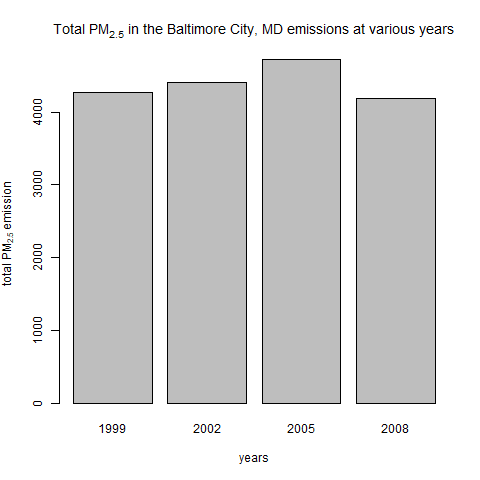 Total PM2.5 in the Baltimore City, MD emissions at various years
total PM2.5 emission
4000
3000
2000
1000
0
1999 2002 2005 2008
years